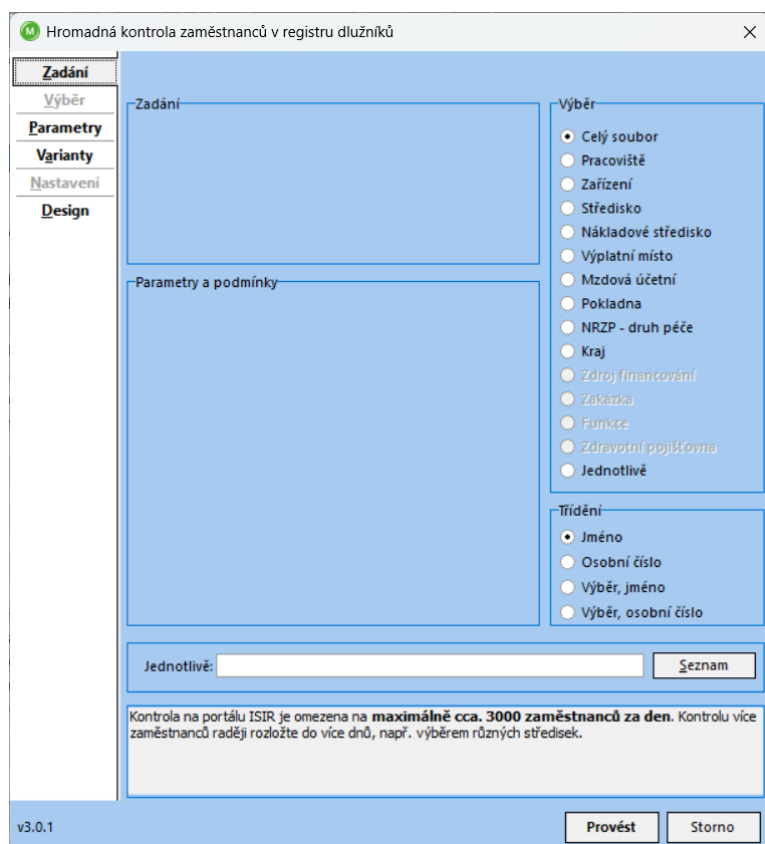 Hromadná kontrola zaměstnanců v registru dlužníků
Zadání
Výběr
Parametry
Varianty
Nastavení
Design
Zadání
Parametry a podmínky
Výběr
Celý soubor
Pracoviště
Zařízení
Středisko
Nákladové středisko
Výplatní místo
Mzdová účetní
Pokladna
NRZP - druh péče
Kraj
Zdroj financování
Zakázka
Funkce
Zdravotní pojišťovna
Jednotlivě
Třídění
Jméno
Osobní číslo
Výběr, jméno
Výběr, osobní číslo
Jednotlivě:
Seznam
Kontrola na portálu ISIR je omezena na maximálně cca. 3000 zaměstnanců za den. Kontrolu více
zaměstnanců raději rozložte do více dnů, např. výběrem různých středisek.
v3.0.1
Provést
Storno